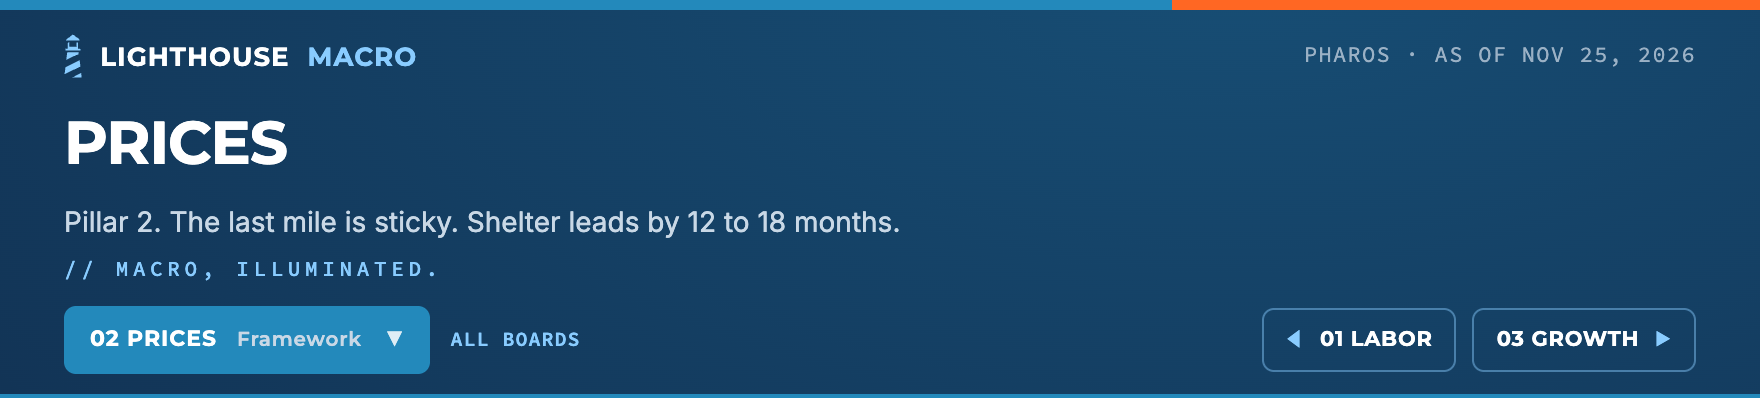 LIGHTHOUSE MACRO
PHAROS · AS OF NOV 25, 2026
PRICES
Pillar 2. The last mile is sticky. Shelter leads by 12 to 18 months.
// MACRO, ILLUMINATED.
02 PRICES Framework ▼ ALL BOARDS ◀ 01 LABOR 03 GROWTH ▶